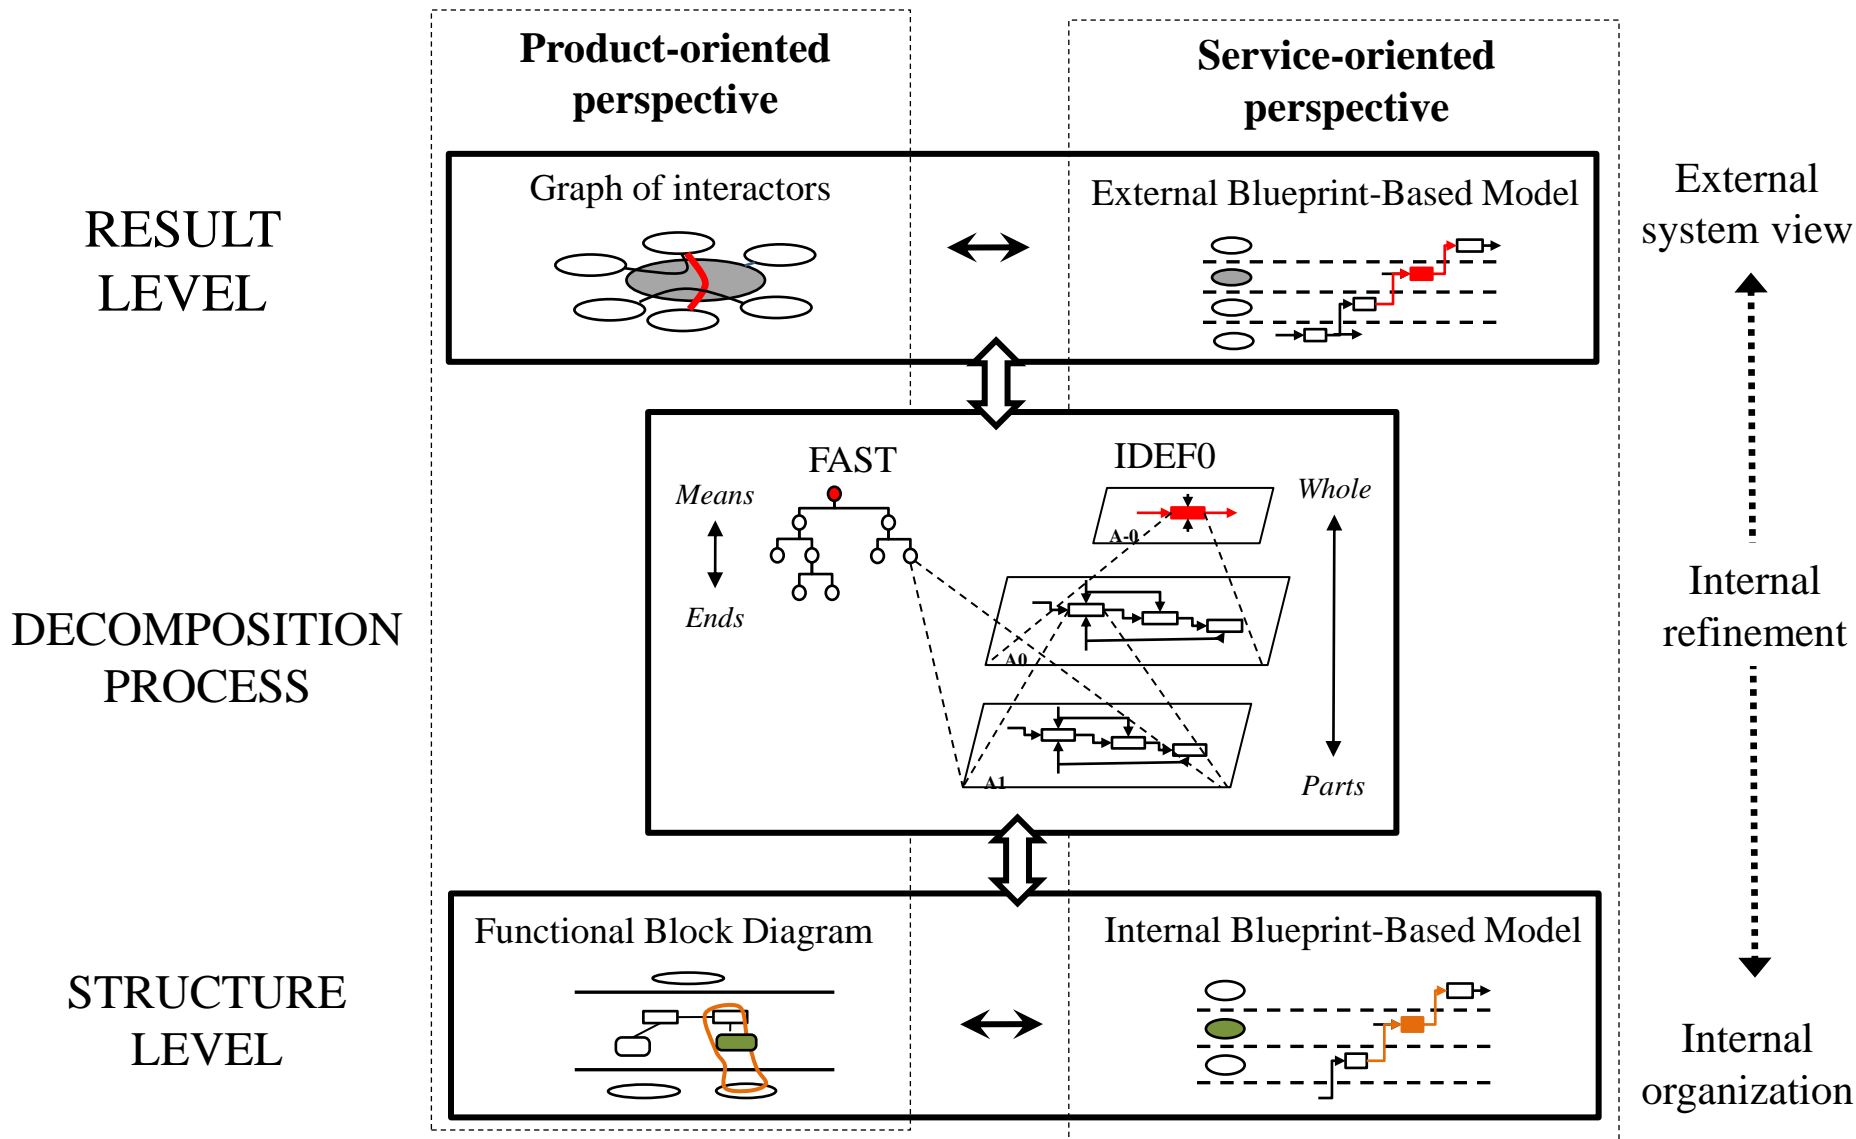 Product-oriented
perspective
Service-oriented
perspective
RESULT
LEVEL
Graph of interactors
External Blueprint-Based Model
External
system view
DECOMPOSITION
PROCESS
FAST
IDEF0
Means
Ends
Whole
Parts
A-0
A0
A1
Internal
refinement
STRUCTURE
LEVEL
Functional Block Diagram
Internal Blueprint-Based Model
Internal
organization